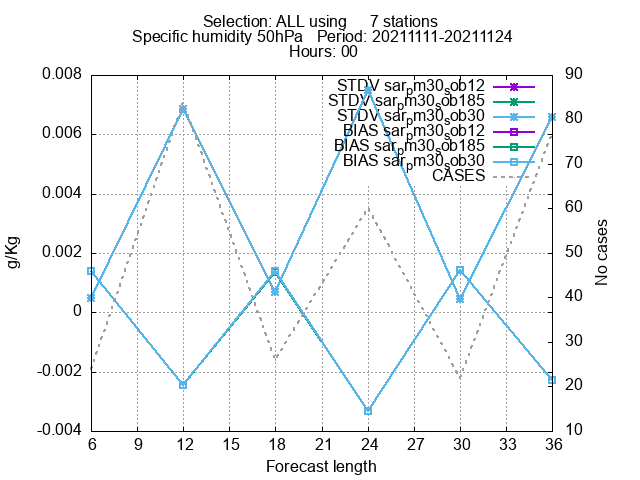 Selection: ALL using 7 stations
Specific humidity 50hPa Period: 20211111-20211124
Hours: 00
0.008
0.006
0.004
0.002
0
-0.002
-0.004
g/Kg
90
80
70
60
50
40
30
20
10
No cases
STDV sar_pm30_sob12
STDV sar_pm30_sob185
STDV sar_pm30_sob30
BIAS sar_pm30_sob12
BIAS sar_pm30_sob185
BIAS sar_pm30_sob30
CASES
6 9 12 15 18 21 24 27 30 33 36
Forecast length